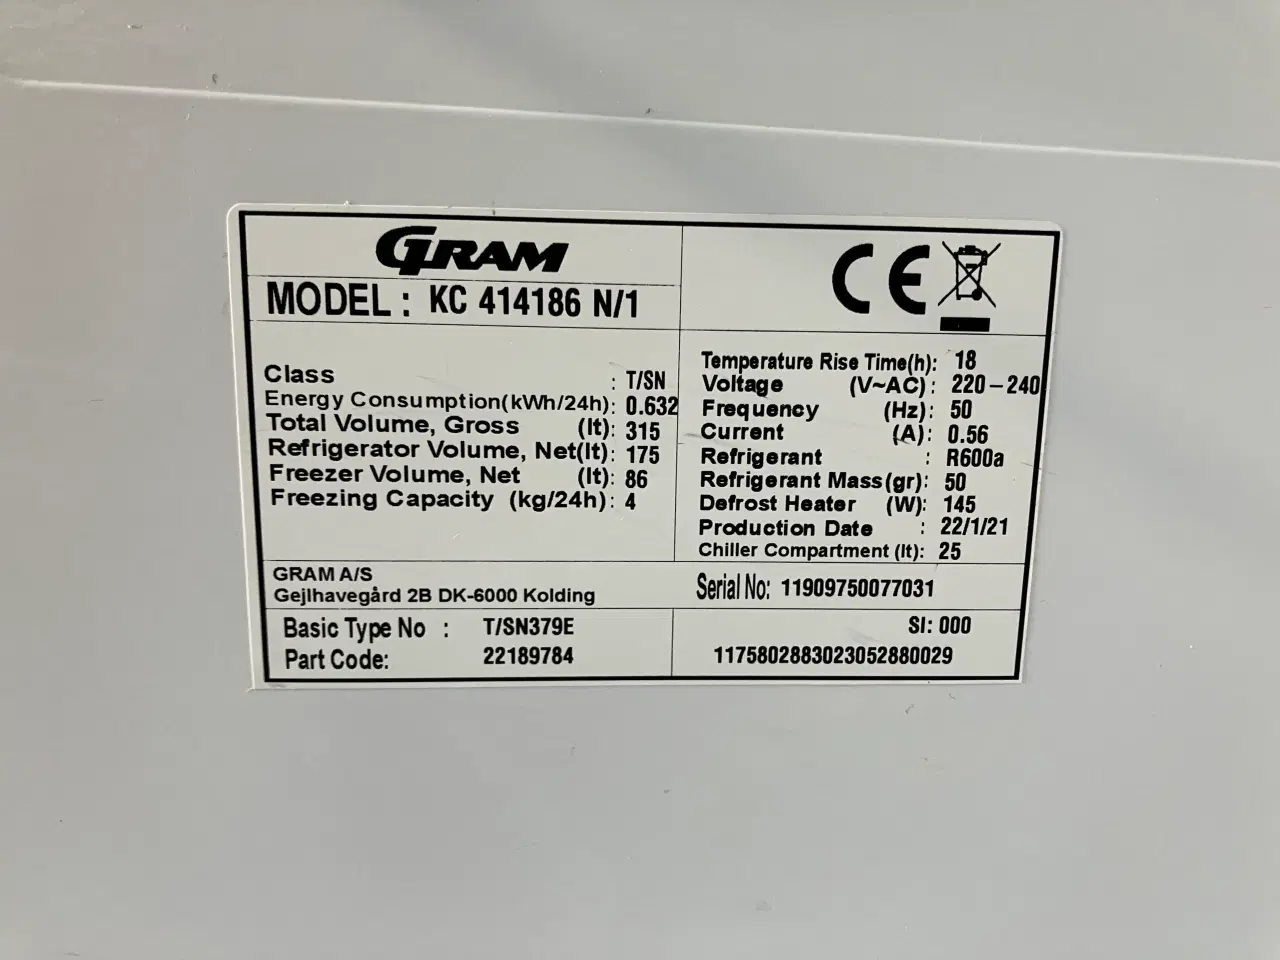 GRAM
MODEL : KC 414186 N/1
CE
Class : T/SN
Energy Consumption(kWh/24h): 0.632
Total Volume, Gross (lt): 315
Refrigerator Volume, Net(lt): 175
Freezer Volume, Net (lt): 86
Freezing Capacity (kg/24h): 4
Temperature Rise Time(h): 18
Voltage (V~AC): 220-240
Frequency (Hz): 50
Current (A): 0.56
Refrigerant : R600a
Refrigerant Mass(gr): 50
Defrost Heater (W): 145
Production Date : 22/1/21
Chiller Compartment (lt): 25
GRAM A/S
Gejlhavegård 2B DK-6000 Kolding
Serial No: 11909750077031
Basic Type No : T/SN379E
Part Code: 22189784
SI: 000
1175802883023052880029